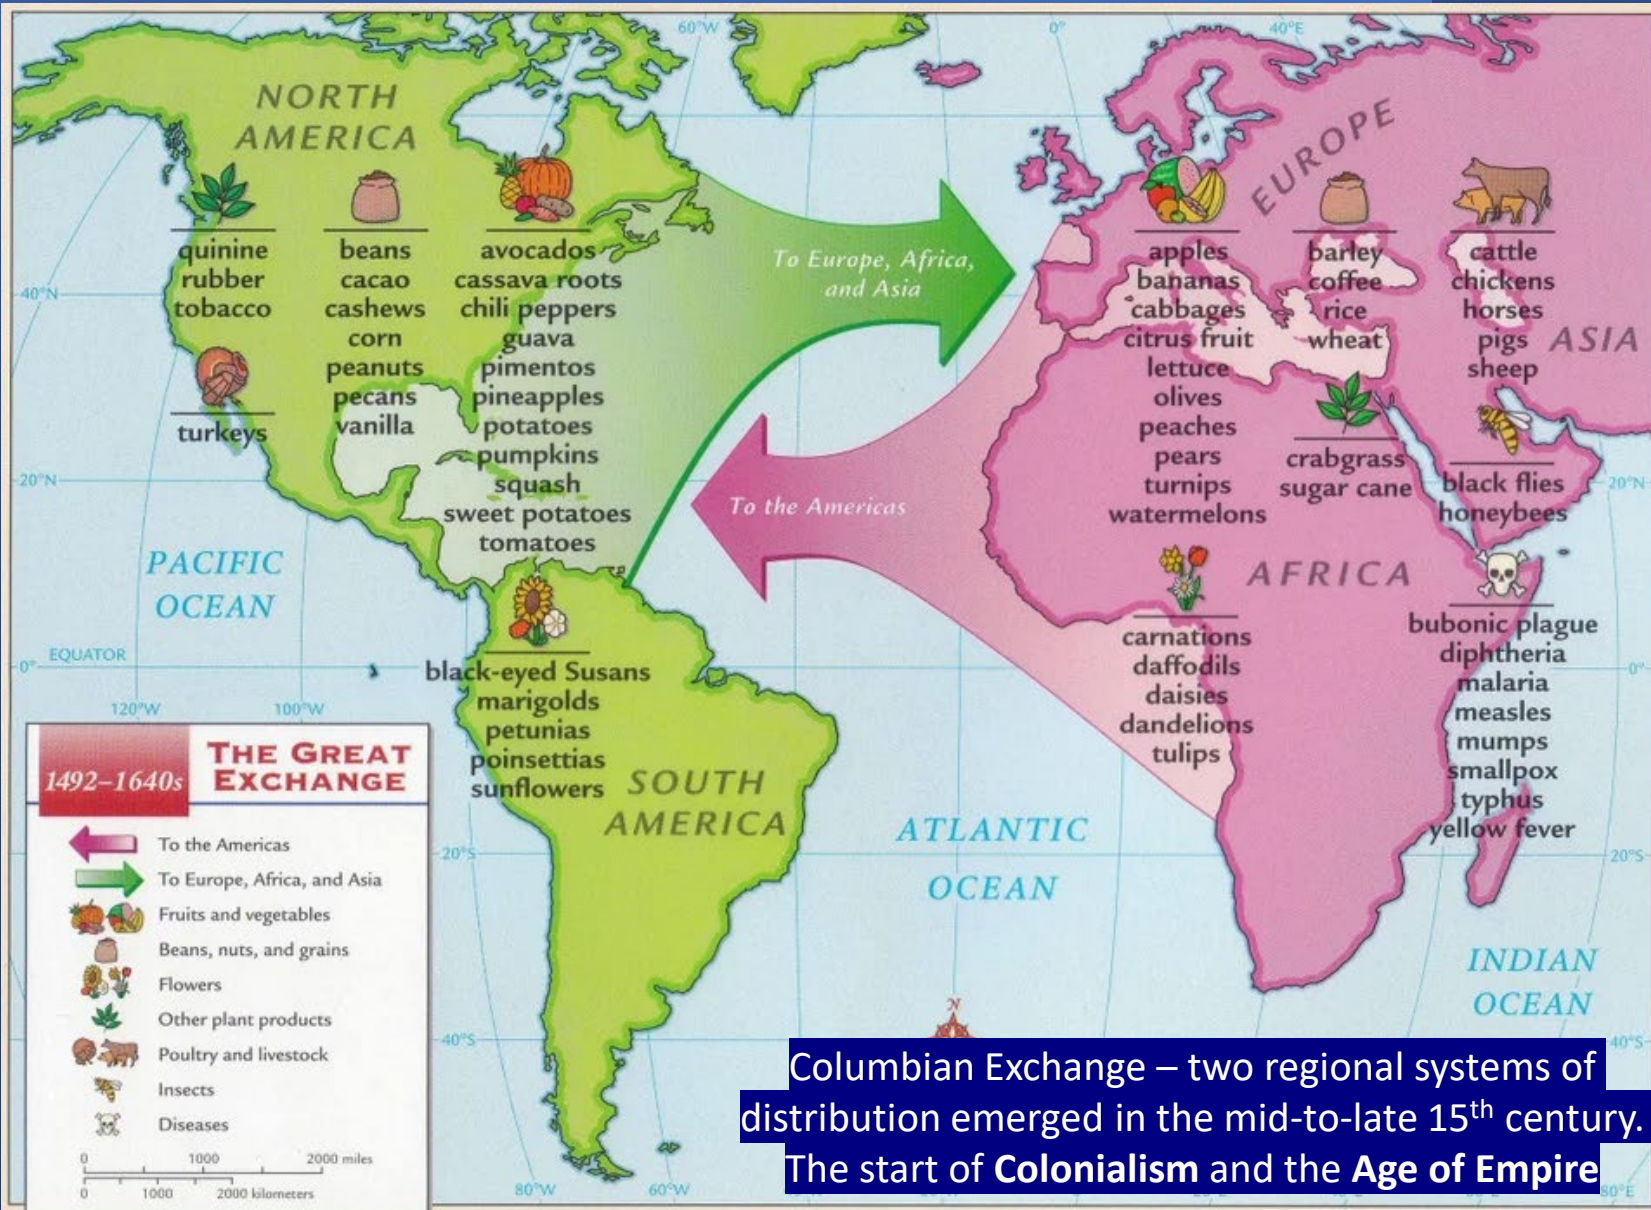 60°W
0°
40°E
NORTH
AMERICA
EUROPE
ASIA
quinine
rubber
tobacco
turkeys
beans
cacao
cashews
corn
peanuts
pecans
vanilla
avocados
cassava roots
chili peppers
guava
pimentos
pineapples
potatoes
pumpkins
squash
sweet potatoes
tomatoes
To Europe, Africa,
and Asia
To the Americas
apples
bananas
cabbages
citrus fruit
lettuce
olives
peaches
pears
turnips
watermelons
barley
coffee
rice
wheat
crabgrass
sugar cane
cattle
chickens
horses
pigs
sheep
black flies
honeybees
40°N
20°N
20°N
PACIFIC
OCEAN
AFRICA
black-eyed Susans
marigolds
petunias
poinsettias
sunflowers
carnations
daffodils
daisies
dandelions
tulips
bubonic plague
diphtheria
malaria
measles
mumps
smallpox
typhus
yellow fever
0° EQUATOR
0°
120°W
100°W
SOUTH
AMERICA
ATLANTIC
OCEAN
INDIAN
OCEAN
20°S
20°S
40°S
40°S
N
1492–1640s
THE GREAT
EXCHANGE
To the Americas
To Europe, Africa, and Asia
Fruits and vegetables
Beans, nuts, and grains
Flowers
Other plant products
Poultry and livestock
Insects
Diseases
0 1000 2000 miles
0 1000 2000 kilometers
80°W
60°W
80°E
Columbian Exchange – two regional systems of
distribution emerged in the mid-to-late 15th century.
The start of Colonialism and the Age of Empire